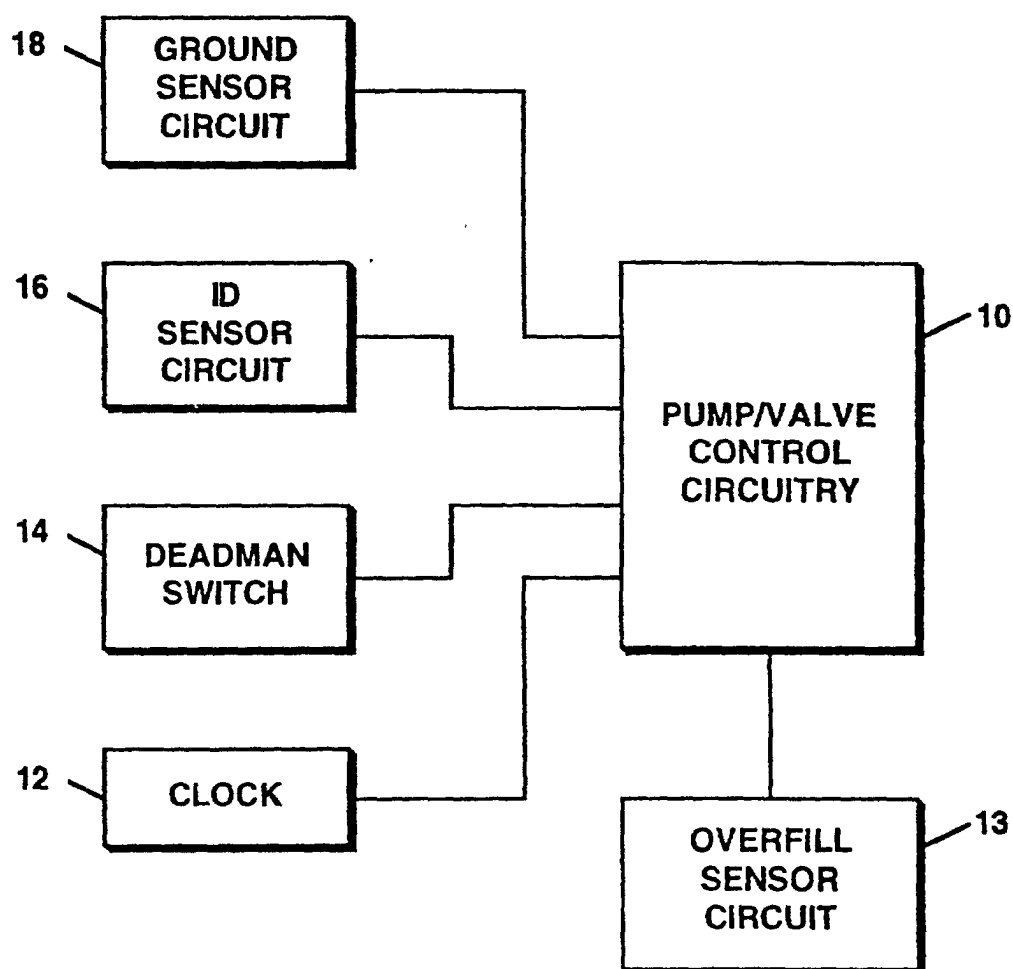 18
GROUND
SENSOR
CIRCUIT
16
ID
SENSOR
CIRCUIT
10
PUMP/VALVE
CONTROL
CIRCUITRY
14
DEADMAN
SWITCH
12
CLOCK
13
OVERFILL
SENSOR
CIRCUIT